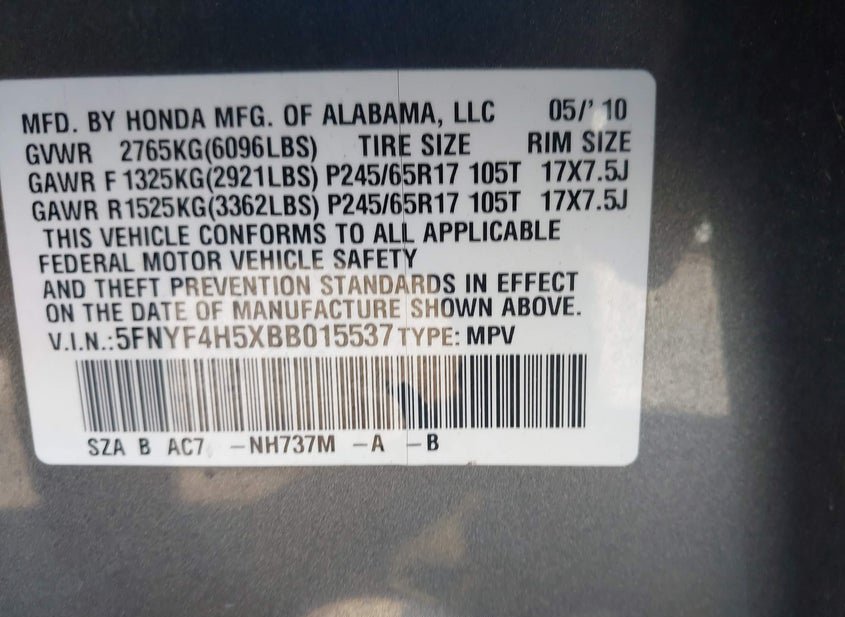 MFD. BY HONDA MFG. OF ALABAMA, LLC 05/'10
GVWR 2765KG(6096LBS) TIRE SIZE RIM SIZE
GAWR F 1325KG(2921LBS) P245/65R17 105T 17X7.5J
GAWR R1525KG(3362LBS) P245/65R17 105T 17X7.5J
THIS VEHICLE CONFORMS TO ALL APPLICABLE
FEDERAL MOTOR VEHICLE SAFETY
AND THEFT PREVENTION STANDARDS IN EFFECT
ON THE DATE OF MANUFACTURE SHOWN ABOVE.
V.I.N.:5FNYF4H5XBB015537 TYPE: MPV
SZA B AC7 -NH737M -A -B